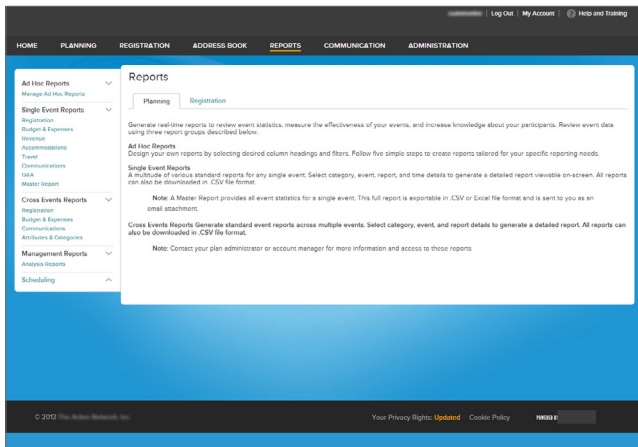 | Log Out | My Account | ? Help and Training
HOME PLANNING REGISTRATION ADDRESS BOOK REPORTS COMMUNICATION ADMINISTRATION
Ad Hoc Reports
Manage Ad Hoc Reports
Single Event Reports
Registration
Budget & Expenses
Revenue
Accommodations
Travel
Communications
Q&A
Master Report
Cross Events Reports
Registration
Budget & Expenses
Communications
Attributes & Categories
Management Reports
Analysis Reports
Scheduling
Reports
Planning Registration
Generate real-time reports to review event statistics, measure the effectiveness of your events, and increase knowledge about your participants. Review event data
using three report groups described below.
Ad Hoc Reports
Design your own reports by selecting desired column headings and filters. Follow five simple steps to create reports tailored for your specific reporting needs.
Single Event Reports
A multitude of various standard reports for any single event. Select category, event, report, and time details to generate a detailed report viewable on-screen. All reports
can also be downloaded in .CSV file format.
Note: A Master Report provides all event statistics for a single event. This full report is exportable in .CSV or Excel file format and is sent to you as an
email attachment.
Cross Events Reports Generate standard event reports across multiple events. Select category, event, and report details to generate a detailed report. All reports can
also be downloaded in .CSV file format.
Note: Contact your plan administrator or account manager for more information and access to these reports
© 2013
Your Privacy Rights: Updated Cookie Policy POWERED BY